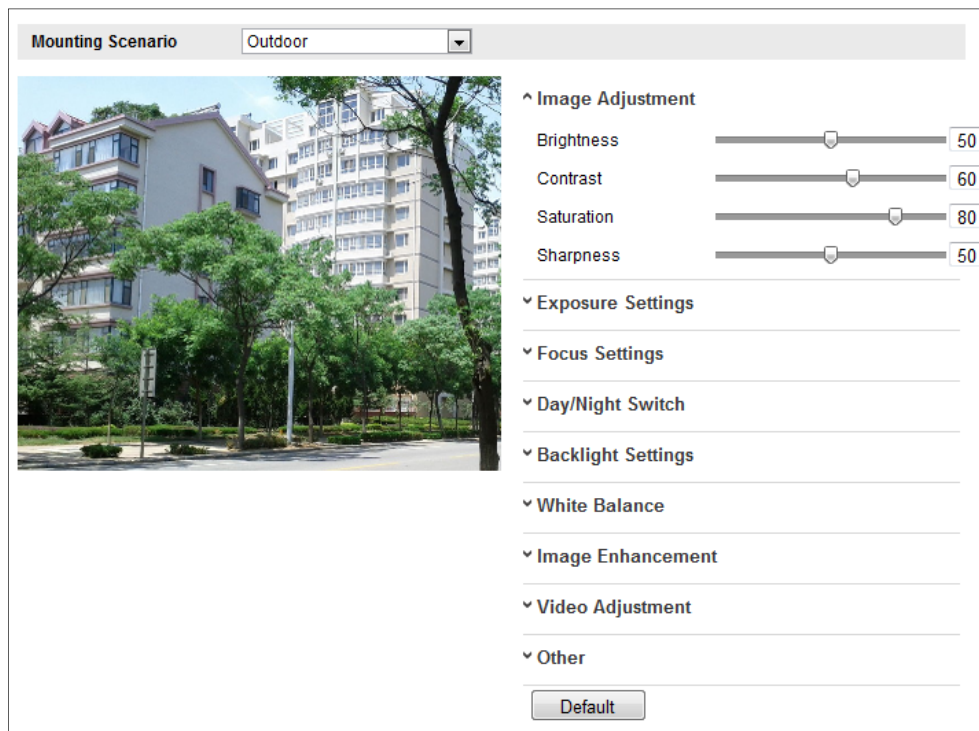 Mounting Scenario Outdoor
Image Adjustment
Brightness 50
Contrast 60
Saturation 80
Sharpness 50
Exposure Settings
Focus Settings
Day/Night Switch
Backlight Settings
White Balance
Image Enhancement
Video Adjustment
Other
Default